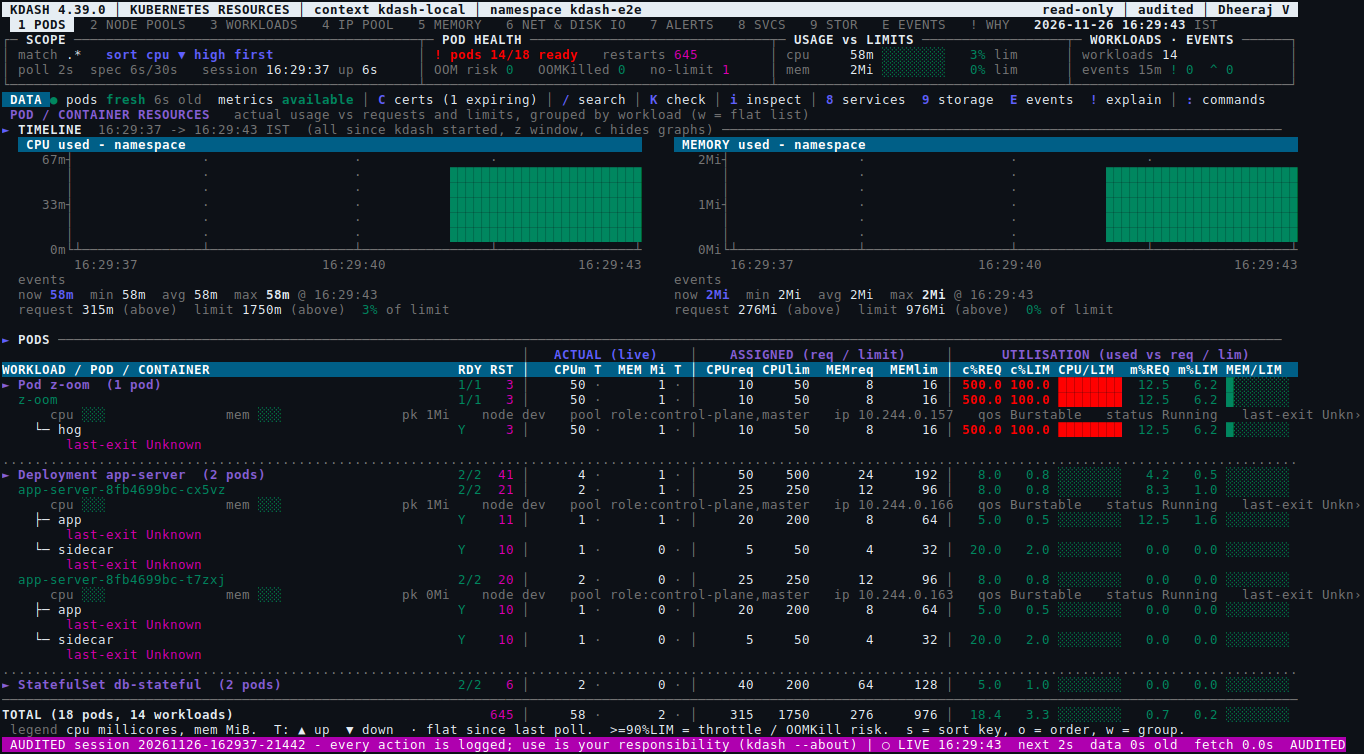 KDASH 4.39.0 │ KUBERNETES RESOURCES │ context kdash-local │ namespace kdash-e2e read-only │ audited │ Dheeraj V
1 PODS 2 NODE POOLS 3 WORKLOADS 4 IP POOL 5 MEMORY 6 NET & DISK IO 7 ALERTS 8 SVCS 9 STOR E EVENTS ! WHY 2026-11-26 16:29:43 IST
SCOPE POD HEALTH USAGE vs LIMITS WORKLOADS · EVENTS
match .* sort cpu ▼ high first │ ! pods 14/18 ready restarts 645 │ cpu 58m 3% lim │ workloads 14
poll 2s spec 6s/30s session 16:29:37 up 6s │ OOM risk 0 OOMKilled 0 no-limit 1 │ mem 2Mi 0% lim │ events 15m ! 0 ^ 0
DATA ● pods fresh 6s old metrics available │ C certs (1 expiring) │ / search │ K check │ i inspect │ 8 services 9 storage E events ! explain │ : commands
POD / CONTAINER RESOURCES actual usage vs requests and limits, grouped by workload (w = flat list)
► TIMELINE 16:29:37 -> 16:29:43 IST (all since kdash started, z window, c hides graphs)
CPU used - namespace MEMORY used - namespace
67m 2Mi
33m 1Mi
0m 0Mi
16:29:37 16:29:40 16:29:43 16:29:37 16:29:40 16:29:43
events events
now 58m min 58m avg 58m max 58m @ 16:29:43 now 2Mi min 2Mi avg 2Mi max 2Mi @ 16:29:43
request 315m (above) limit 1750m (above) 3% of limit request 276Mi (above) limit 976Mi (above) 0% of limit
► PODS
│ ACTUAL (live) │ ASSIGNED (req / limit) │ UTILISATION (used vs req / lim)
WORKLOAD / POD / CONTAINER RDY RST │ CPUm T MEM Mi T │ CPUreq CPUlim MEMreq MEMlim │ c%REQ c%LIM CPU/LIM m%REQ m%LIM MEM/LIM
► Pod z-oom (1 pod) 1/1 3 │ 50 · 1 · │ 10 50 8 16 │ 500.0 100.0 12.5 6.2
z-oom 1/1 3 │ 50 · 1 · │ 10 50 8 16 │ 500.0 100.0 12.5 6.2
cpu mem pk 1Mi node dev pool role:control-plane,master ip 10.244.0.157 qos Burstable status Running last-exit Unkn›
└─ hog Y 3 │ 50 · 1 · │ 10 50 8 16 │ 500.0 100.0 12.5 6.2
last-exit Unknown
► Deployment app-server (2 pods) 2/2 41 │ 4 · 1 · │ 50 500 24 192 │ 8.0 0.8 4.2 0.5
app-server-8fb4699bc-cx5vz 2/2 21 │ 2 · 1 · │ 25 250 12 96 │ 8.0 0.8 8.3 1.0
cpu mem pk 1Mi node dev pool role:control-plane,master ip 10.244.0.166 qos Burstable status Running last-exit Unkn›
├─ app Y 11 │ 1 · 1 · │ 20 200 8 64 │ 5.0 0.5 12.5 1.6
last-exit Unknown
└─ sidecar Y 10 │ 1 · 0 · │ 5 50 4 32 │ 20.0 2.0 0.0 0.0
last-exit Unknown
app-server-8fb4699bc-t7zxj 2/2 20 │ 2 · 0 · │ 25 250 12 96 │ 8.0 0.8 0.0 0.0
cpu mem pk 0Mi node dev pool role:control-plane,master ip 10.244.0.163 qos Burstable status Running last-exit Unkn›
├─ app Y 10 │ 1 · 0 · │ 20 200 8 64 │ 5.0 0.5 0.0 0.0
last-exit Unknown
└─ sidecar Y 10 │ 1 · 0 · │ 5 50 4 32 │ 20.0 2.0 0.0 0.0
last-exit Unknown
► StatefulSet db-stateful (2 pods) 2/2 6 │ 2 · 0 · │ 40 200 64 128 │ 5.0 1.0 0.0 0.0
TOTAL (18 pods, 14 workloads) 645 │ 58 · 2 · │ 315 1750 276 976 │ 18.4 3.3 0.7 0.2
legend cpu millicores, mem MiB. T: ▲ up ▼ down · flat since last poll. >=90%LIM = throttle / OOMKill risk. s = sort key, o = order, w = group.
AUDITED session 20261126-162937-21442 - every action is logged; use is your responsibility (kdash --about) | ○ LIVE 16:29:43 next 2s data 0s old fetch 0.0s AUDITED